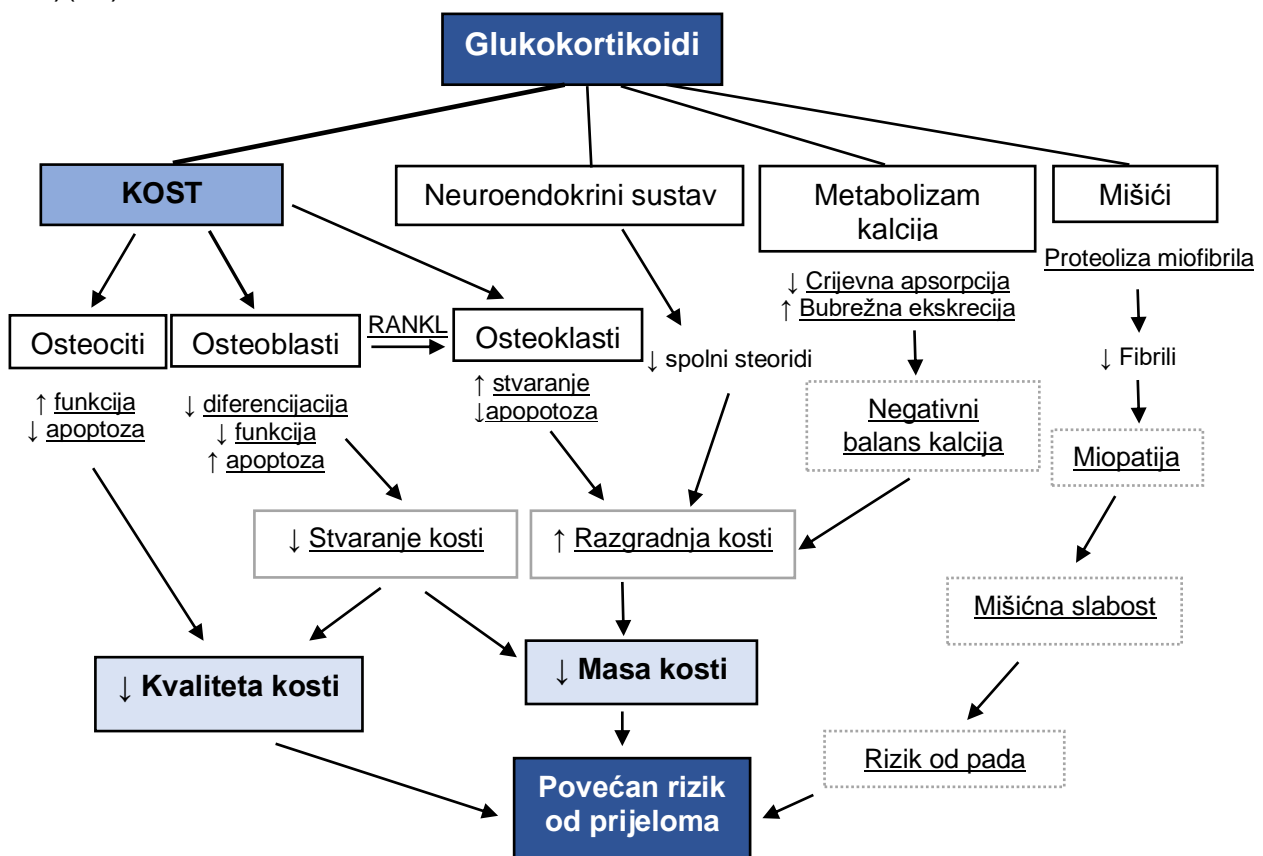 Glukokortikoidi
KOST
Neuroendokrini sustav
Metabolizam
kalcija
Mišići
Proteoliza miofibrila
↓ Crijevna apsorpcija
↑ Bubrežna ekskrecija
Osteociti
Osteoblasti
RANKL
Osteoklasti
↓ spolni steoridi
↓ Fibrili
↑ funkcija
↓ apoptoza
↓ diferencijacija
↓ funkcija
↑ apoptoza
↑ stvaranje
↓apopotoza
Negativni
balans kalcija
Miopatija
↓ Stvaranje kosti
↑ Razgradnja kosti
Mišićna slabost
↓ Kvaliteta kosti
↓ Masa kosti
Rizik od pada
Povećan rizik
od prijeloma